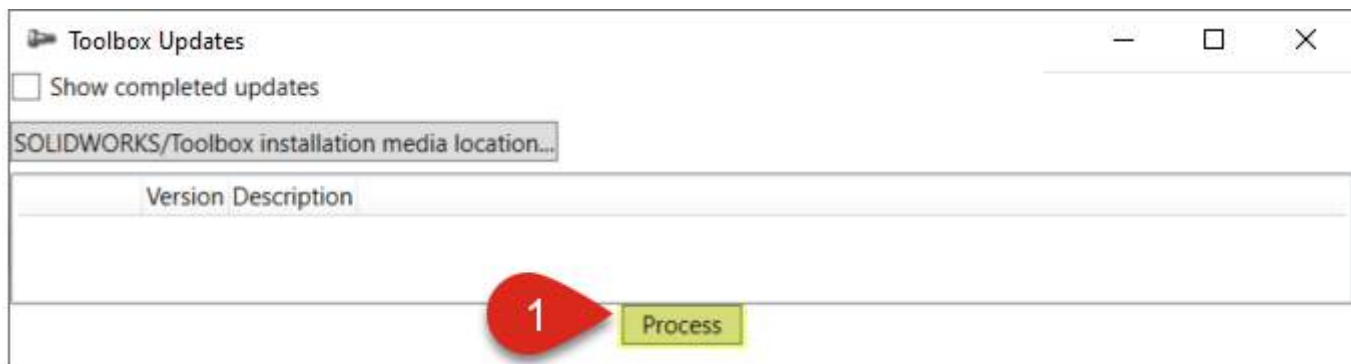 Toolbox Updates
Show completed updates
SOLIDWORKS/Toolbox installation media location...
Version Description
1
Process